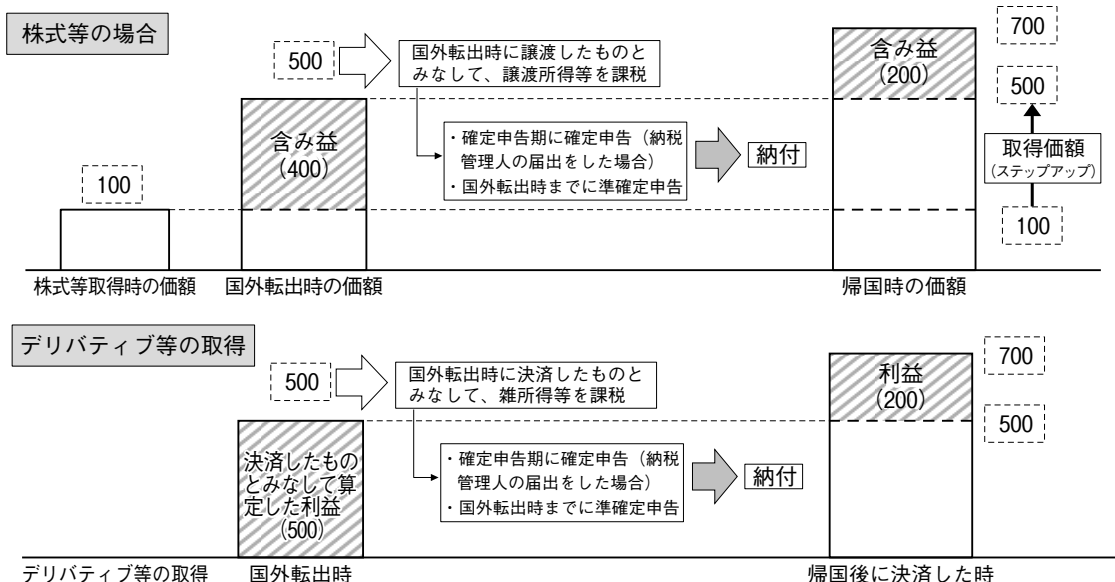 株式等の場合
500
国外転出時に譲渡したものと
みなして、譲渡所得等を課税
含み益
(200)
700
500
含み益
(400)
・確定申告期に確定申告（納税
管理人の届出をした場合）
・国外転出時までに準確定申告
納付
取得価額
（ステップアップ）
100
100
株式等取得時の価額
国外転出時の価額
帰国時の価額
デリバティブ等の取得
500
国外転出時に決済したものと
みなして、雑所得等を課税
利益
(200)
700
500
決済したもの
とみなして算
定した利益
(500)
・確定申告期に確定申告（納税
管理人の届出をした場合）
・国外転出時までに準確定申告
納付
デリバティブ等の取得
国外転出時
帰国後に決済した時